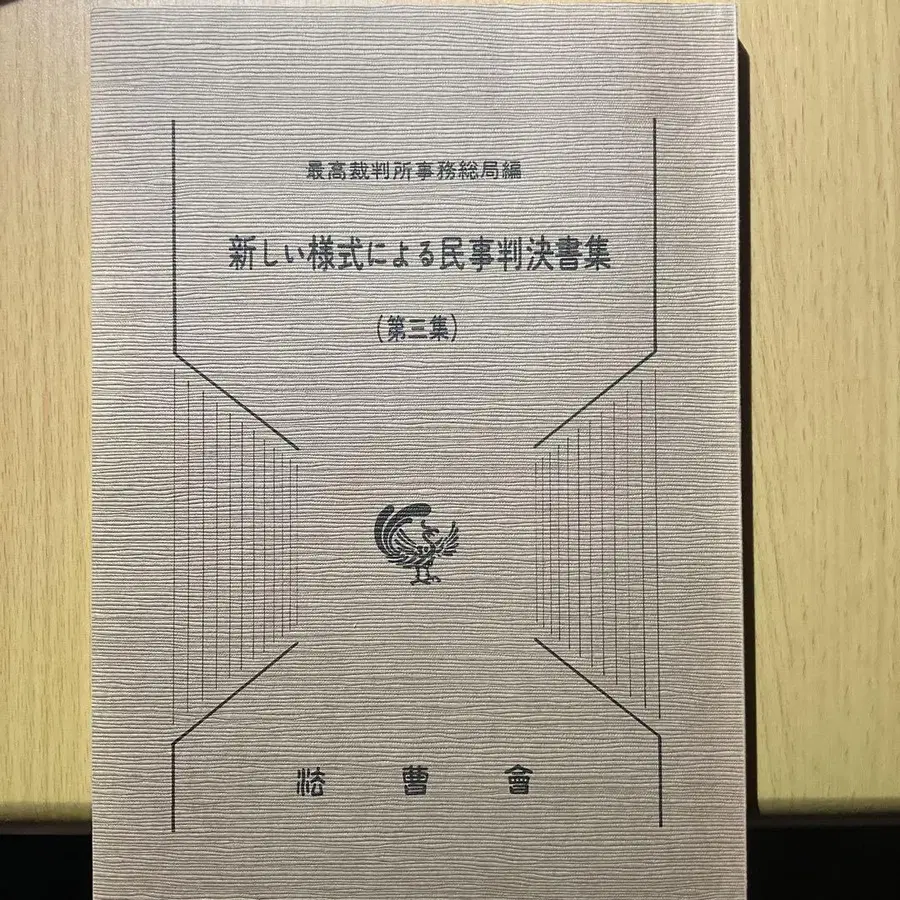 最高裁判所事務総局編
新しい様式による民事判決書集
(第三集)
法曹會